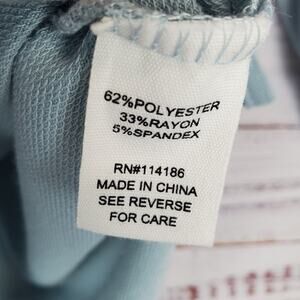 62%POLYESTER
33%RAYON
5%SPANDEX
RN#114186
MADE IN CHINA
SEE REVERSE
FOR CARE